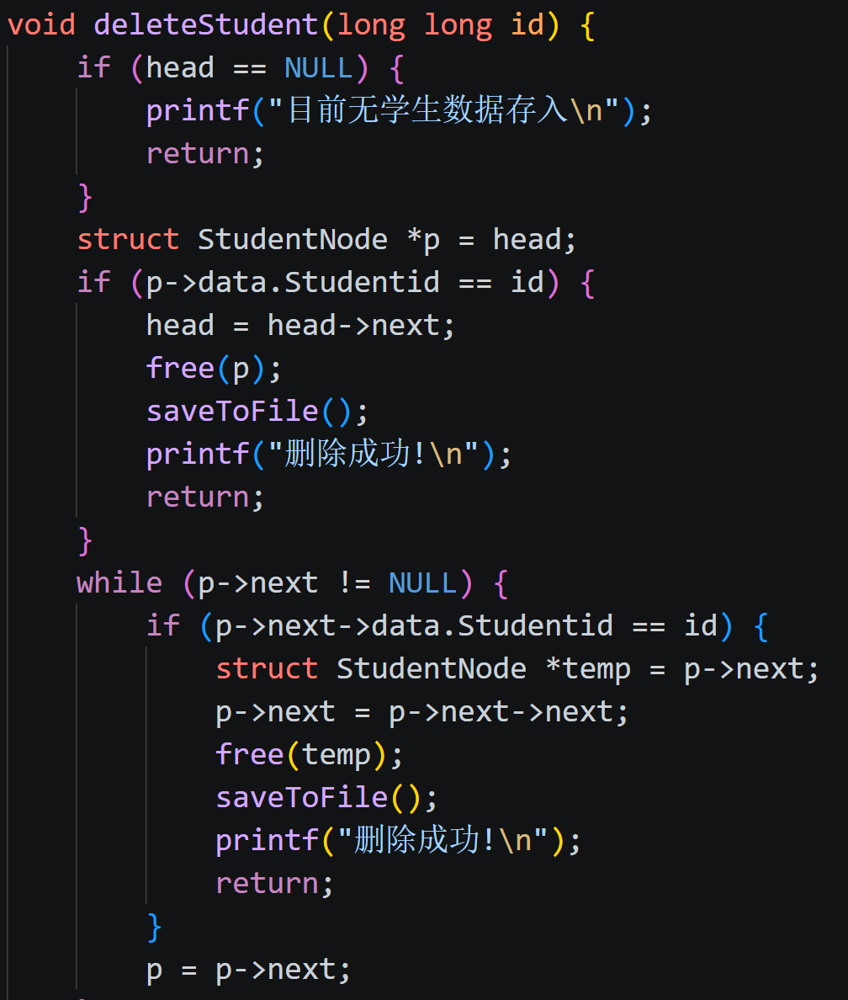 void deleteStudent(long long id) {
    if (head == NULL) {
        printf("目前无学生数据存入\n");
        return;
    }
    struct StudentNode *p = head;
    if (p->data.Studentid == id) {
        head = head->next;
        free(p);
        saveToFile();
        printf("删除成功!\n");
        return;
    }
    while (p->next != NULL) {
        if (p->next->data.Studentid == id) {
            struct StudentNode *temp = p->next;
            p->next = p->next->next;
            free(temp);
            saveToFile();
            printf("删除成功!\n");
            return;
        }
        p = p->next;